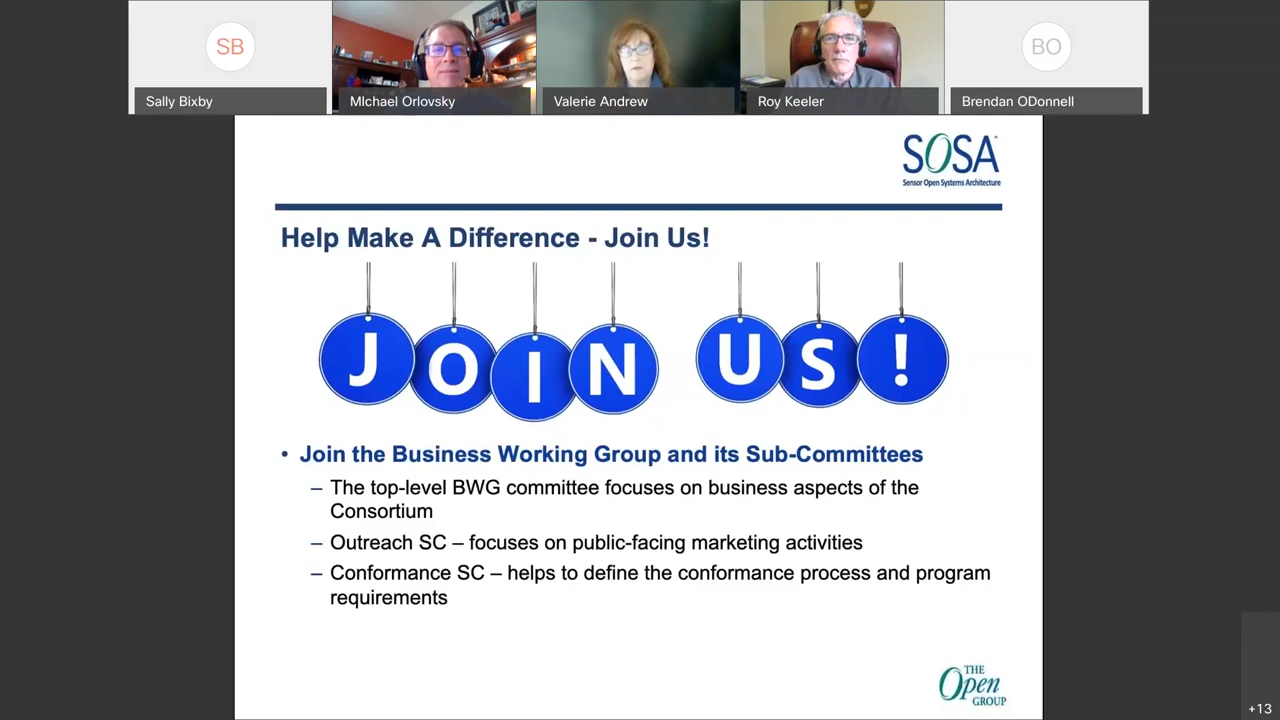 SB
BO
Sally Bixby
MIchael Orlovsky
Valerie Andrew
Roy Keeler
Brendan ODonnell
SOSA™
Sensor Open Systems Architecture
Help Make A Difference - Join Us!
JOIN US!
• Join the Business Working Group and its Sub-Committees
– The top-level BWG committee focuses on business aspects of the
Consortium
– Outreach SC – focuses on public-facing marketing activities
– Conformance SC – helps to define the conformance process and program
requirements
THE
Open
GROUP
+13